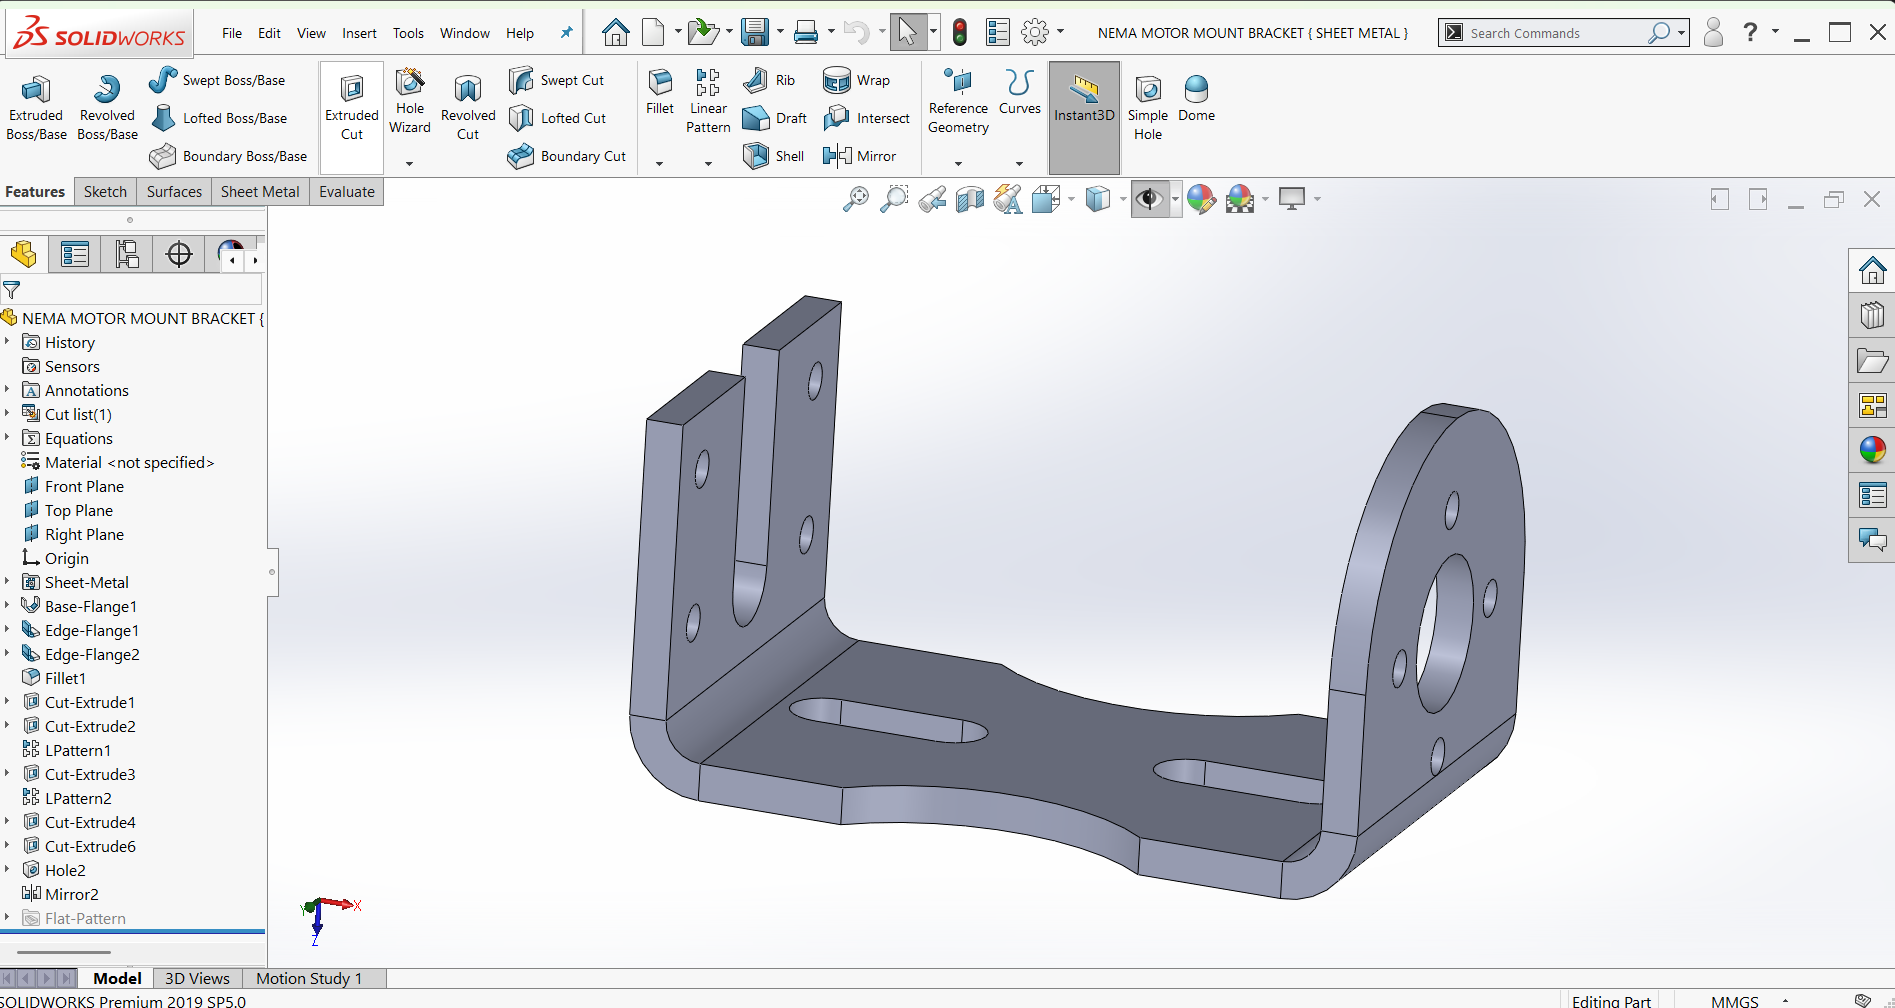 SOLIDWORKS File Edit View Insert Tools Window Help NEMA MOTOR MOUNT BRACKET { SHEET METAL } Search Commands ?
Extruded Boss/Base
Revolved Boss/Base
Swept Boss/Base
Lofted Boss/Base
Boundary Boss/Base
Extruded Cut
Hole Wizard
Revolved Cut
Swept Cut
Lofted Cut
Boundary Cut
Fillet
Linear Pattern
Rib
Draft
Shell
Wrap
Intersect
Mirror
Reference Geometry
Curves
Instant3D
Simple Hole
Dome
Features Sketch Surfaces Sheet Metal Evaluate
NEMA MOTOR MOUNT BRACKET {
History
Sensors
Annotations
Cut list(1)
Equations
Material <not specified>
Front Plane
Top Plane
Right Plane
Origin
Sheet-Metal
Base-Flange1
Edge-Flange1
Edge-Flange2
Fillet1
Cut-Extrude1
Cut-Extrude2
LPattern1
Cut-Extrude3
LPattern2
Cut-Extrude4
Cut-Extrude6
Hole2
Mirror2
Flat-Pattern
Y X
Z
Model 3D Views Motion Study 1
SOLIDWORKS Premium 2019 SP5.0 Editing Part MMGS